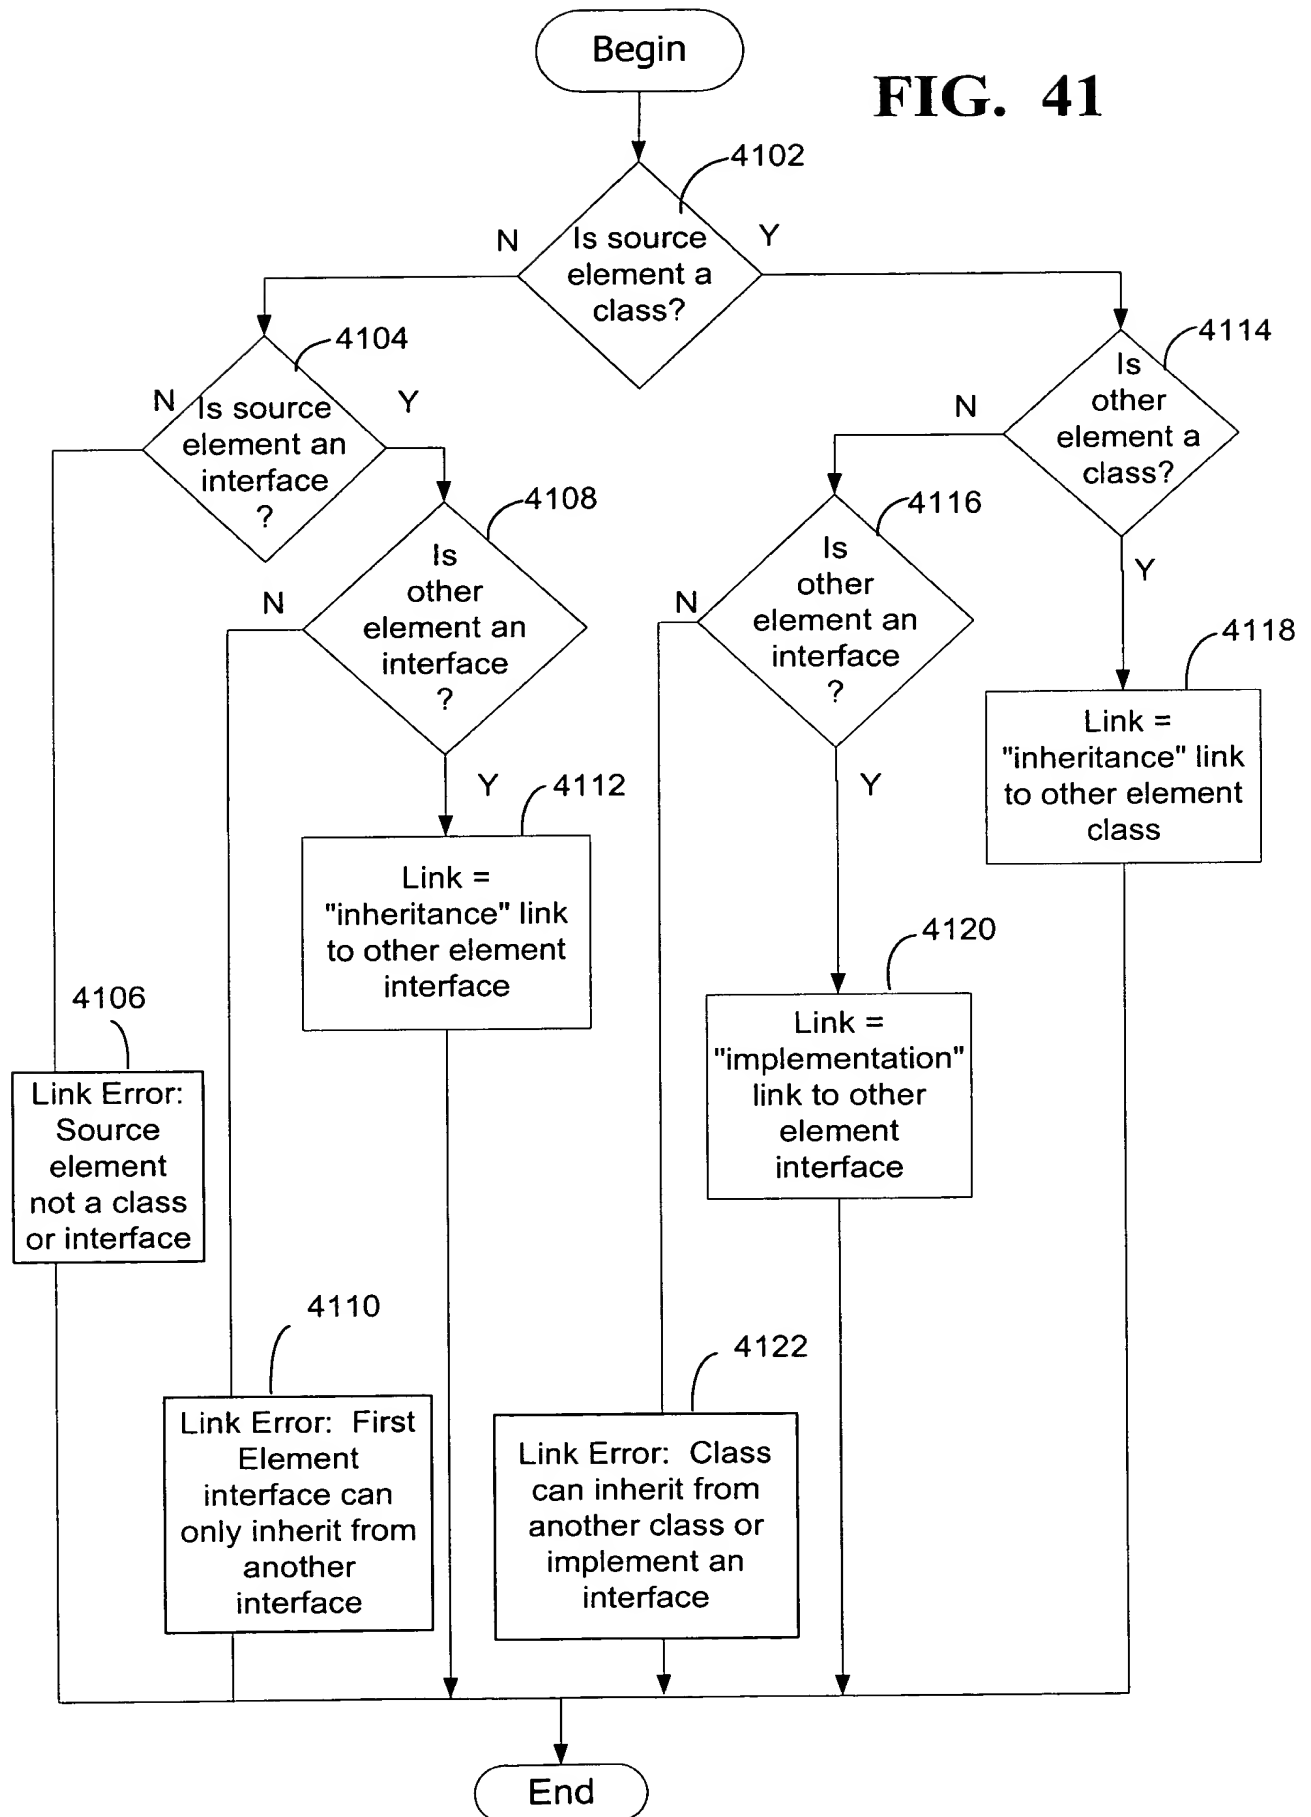 Begin
FIG. 41
4102
N
Y
Is source
element a
class?
4104
N
Y
Is source
element an
interface
?
4114
N
Is
other
element a
class?
Y
4108
N
Is
other
element an
interface
?
Y
4116
N
Is
other
element an
interface
?
Y
4118
Link =
"inheritance" link
to other element
class
4112
Link =
"inheritance" link
to other element
interface
4120
Link =
"implementation"
link to other
element
interface
4106
Link Error:
Source
element
not a class
or interface
4110
Link Error: First
Element
interface can
only inherit from
another
interface
4122
Link Error: Class
can inherit from
another class or
implement an
interface
End